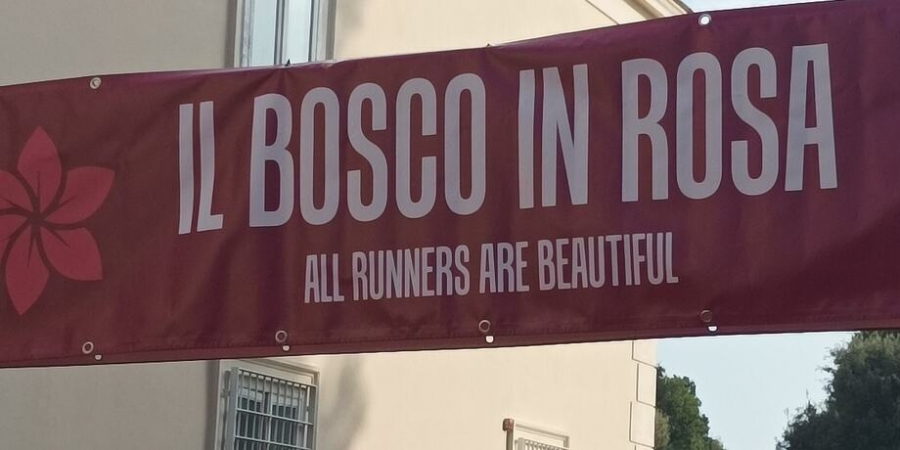 IL BOSCO IN ROSA
ALL RUNNERS ARE BEAUTIFUL